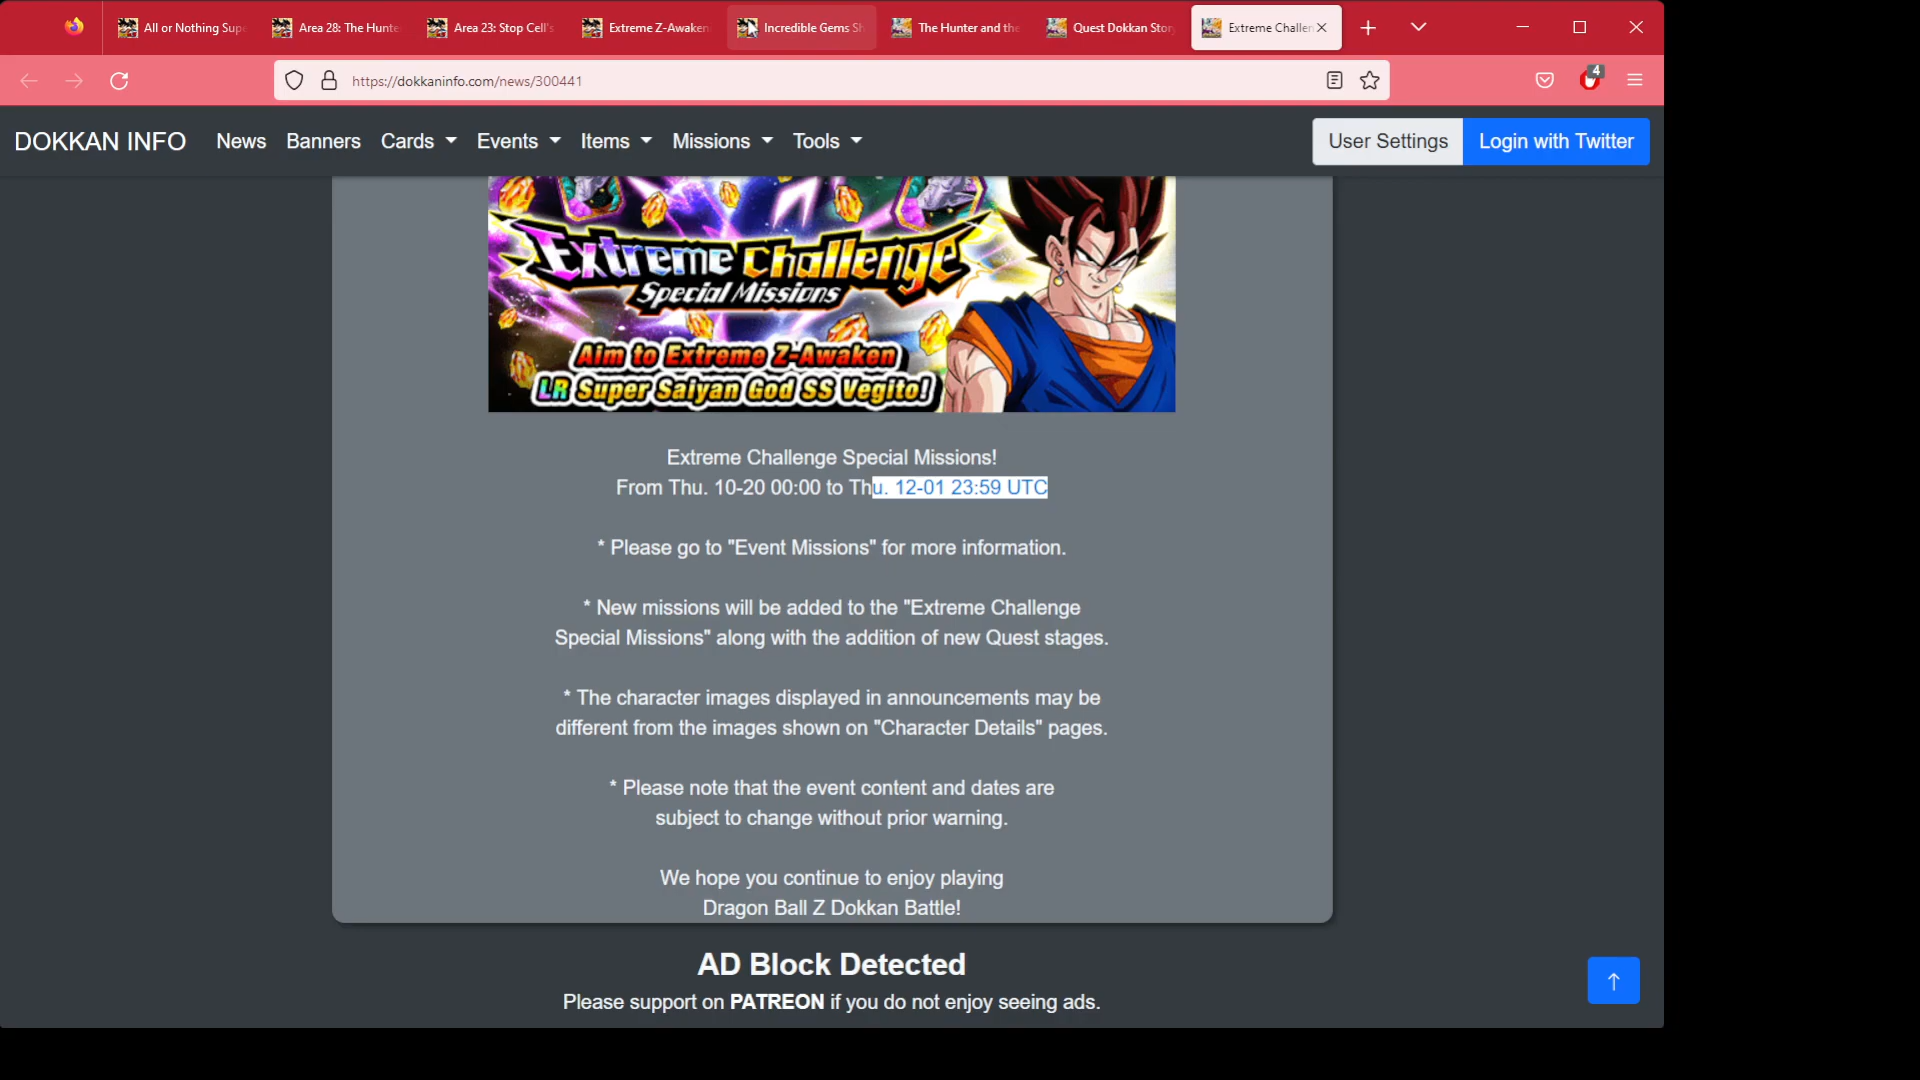 All or Nothing Supe
Area 28: The Hunte
Area 23: Stop Cell's
Extreme Z-Awaken
Incredible Gems Sh
The Hunter and the
Quest Dokkan Stor
Extreme Challen
https://dokkaninfo.com/news/300441
4
DOKKAN INFO
News
Banners
Cards
Events
Items
Missions
Tools
User Settings
Login with Twitter
Extreme Challenge
Special Missions
Aim to Extreme Z-Awaken
LR Super Saiyan God SS Vegito!
Extreme Challenge Special Missions!
From Thu. 10-20 00:00 to Thu. 12-01 23:59 UTC
* Please go to "Event Missions" for more information.
* New missions will be added to the "Extreme Challenge
Special Missions" along with the addition of new Quest stages.
* The character images displayed in announcements may be
different from the images shown on "Character Details" pages.
* Please note that the event content and dates are
subject to change without prior warning.
We hope you continue to enjoy playing
Dragon Ball Z Dokkan Battle!
AD Block Detected
Please support on PATREON if you do not enjoy seeing ads.